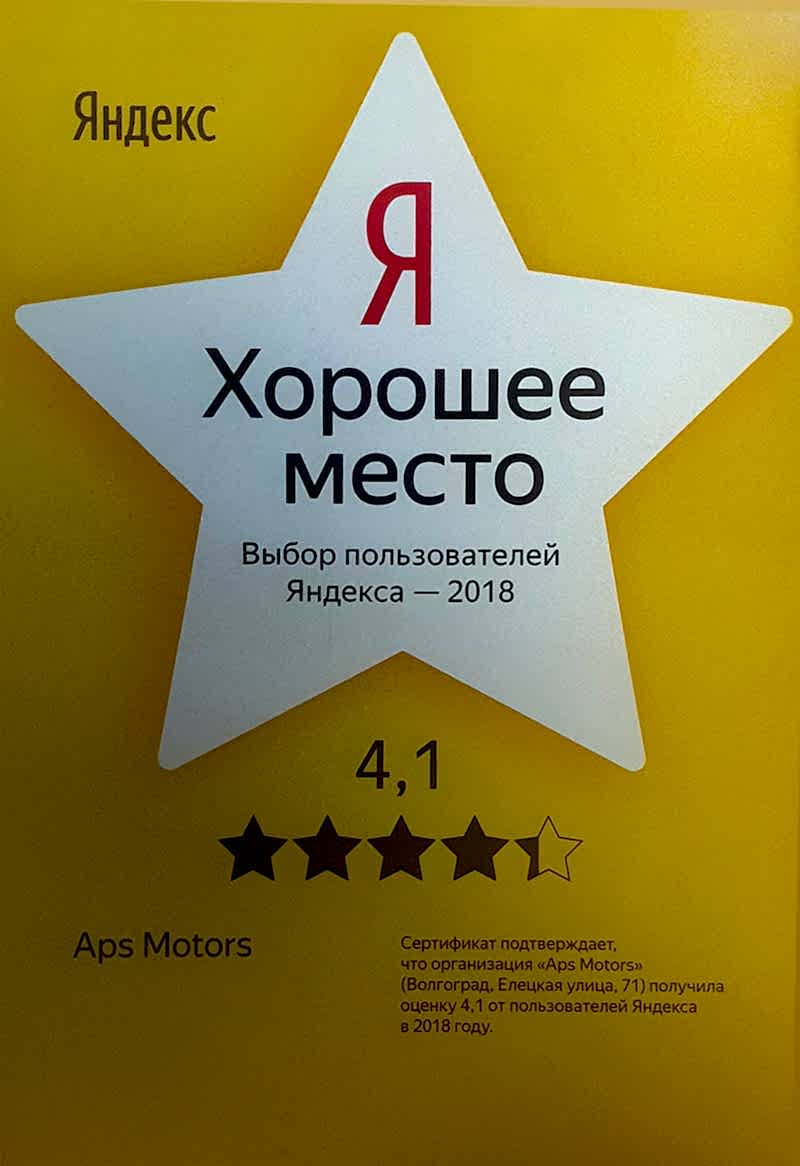 Яндекс
Я
Хорошее
место
Выбор пользователей
Яндекса — 2018
4,1
Aps Motors
Сертификат подтверждает,
что организация «Aps Motors»
(Волгоград, Елецкая улица, 71) получила
оценку 4,1 от пользователей Яндекса
в 2018 году.